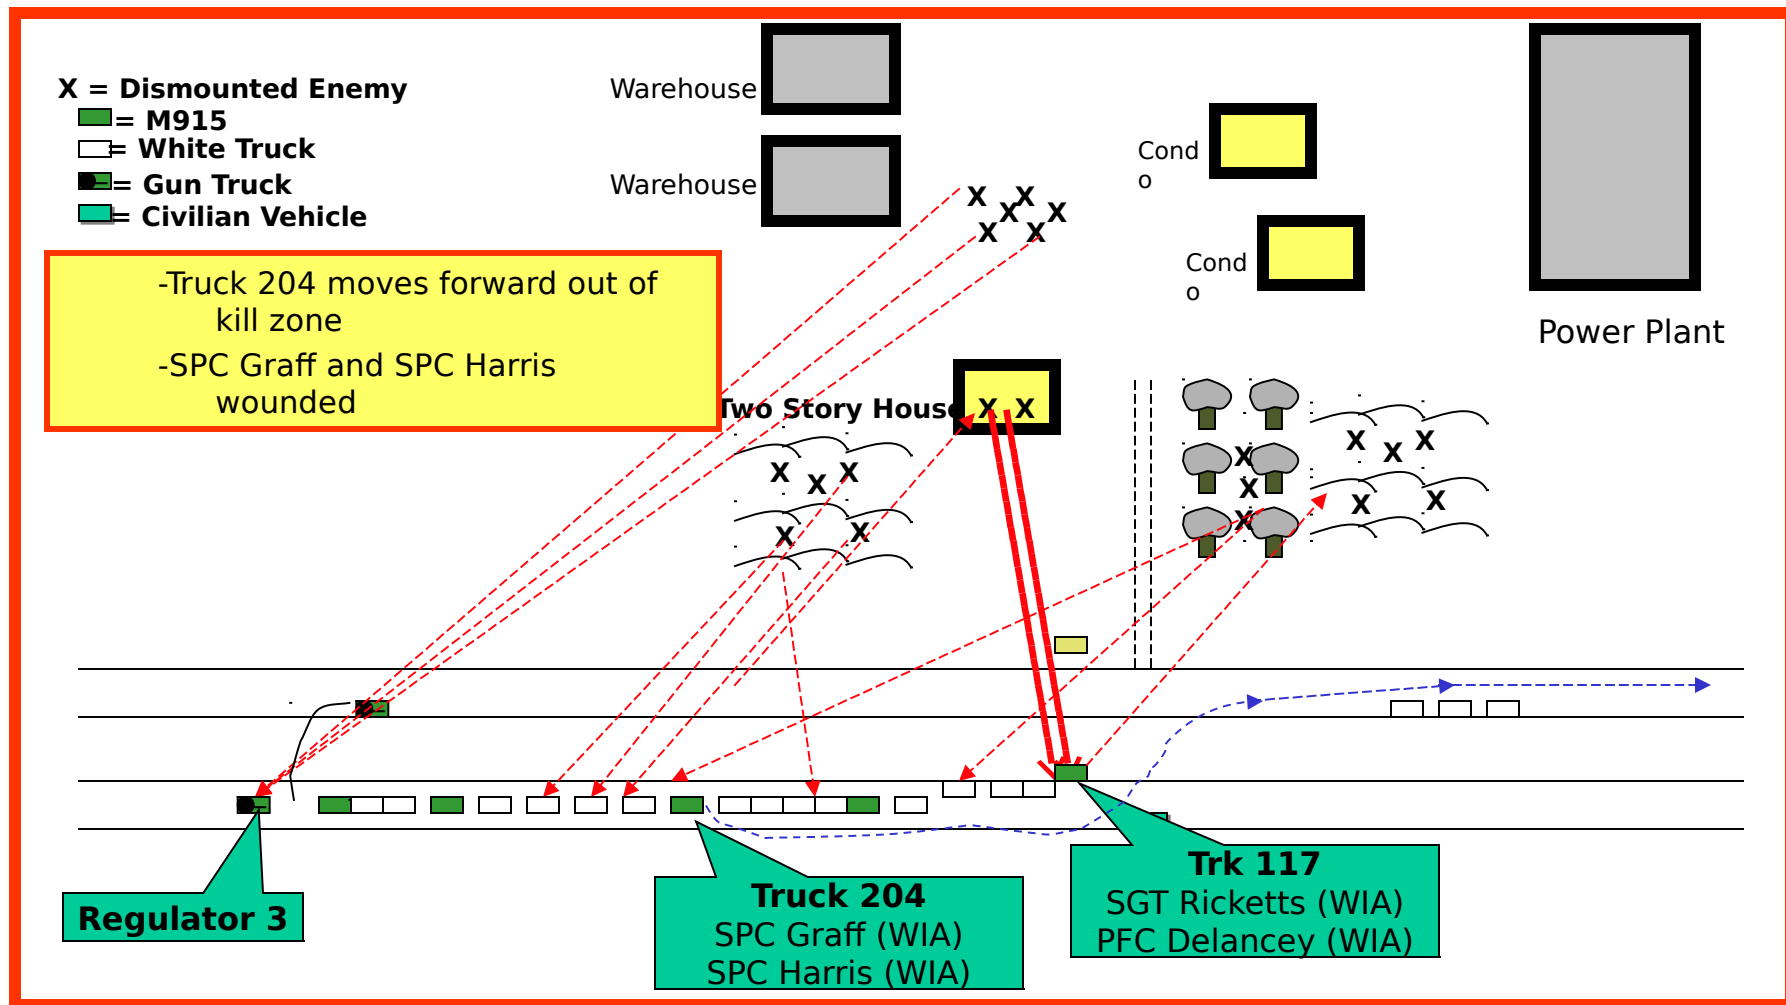 X = Dismounted Enemy
= M915
= White Truck
= Gun Truck
= Civilian Vehicle
Warehouse
Warehouse
Cond
o
Cond
o
Power Plant
-Truck 204 moves forward out of
kill zone
-SPC Graff and SPC Harris
wounded
X X
X X
X X
Two Story House
X X
X X
X
X X
X
X
X
X X
X
X X
Regulator 3
Truck 204
SPC Graff (WIA)
SPC Harris (WIA)
Trk 117
SGT Ricketts (WIA)
PFC Delancey (WIA)